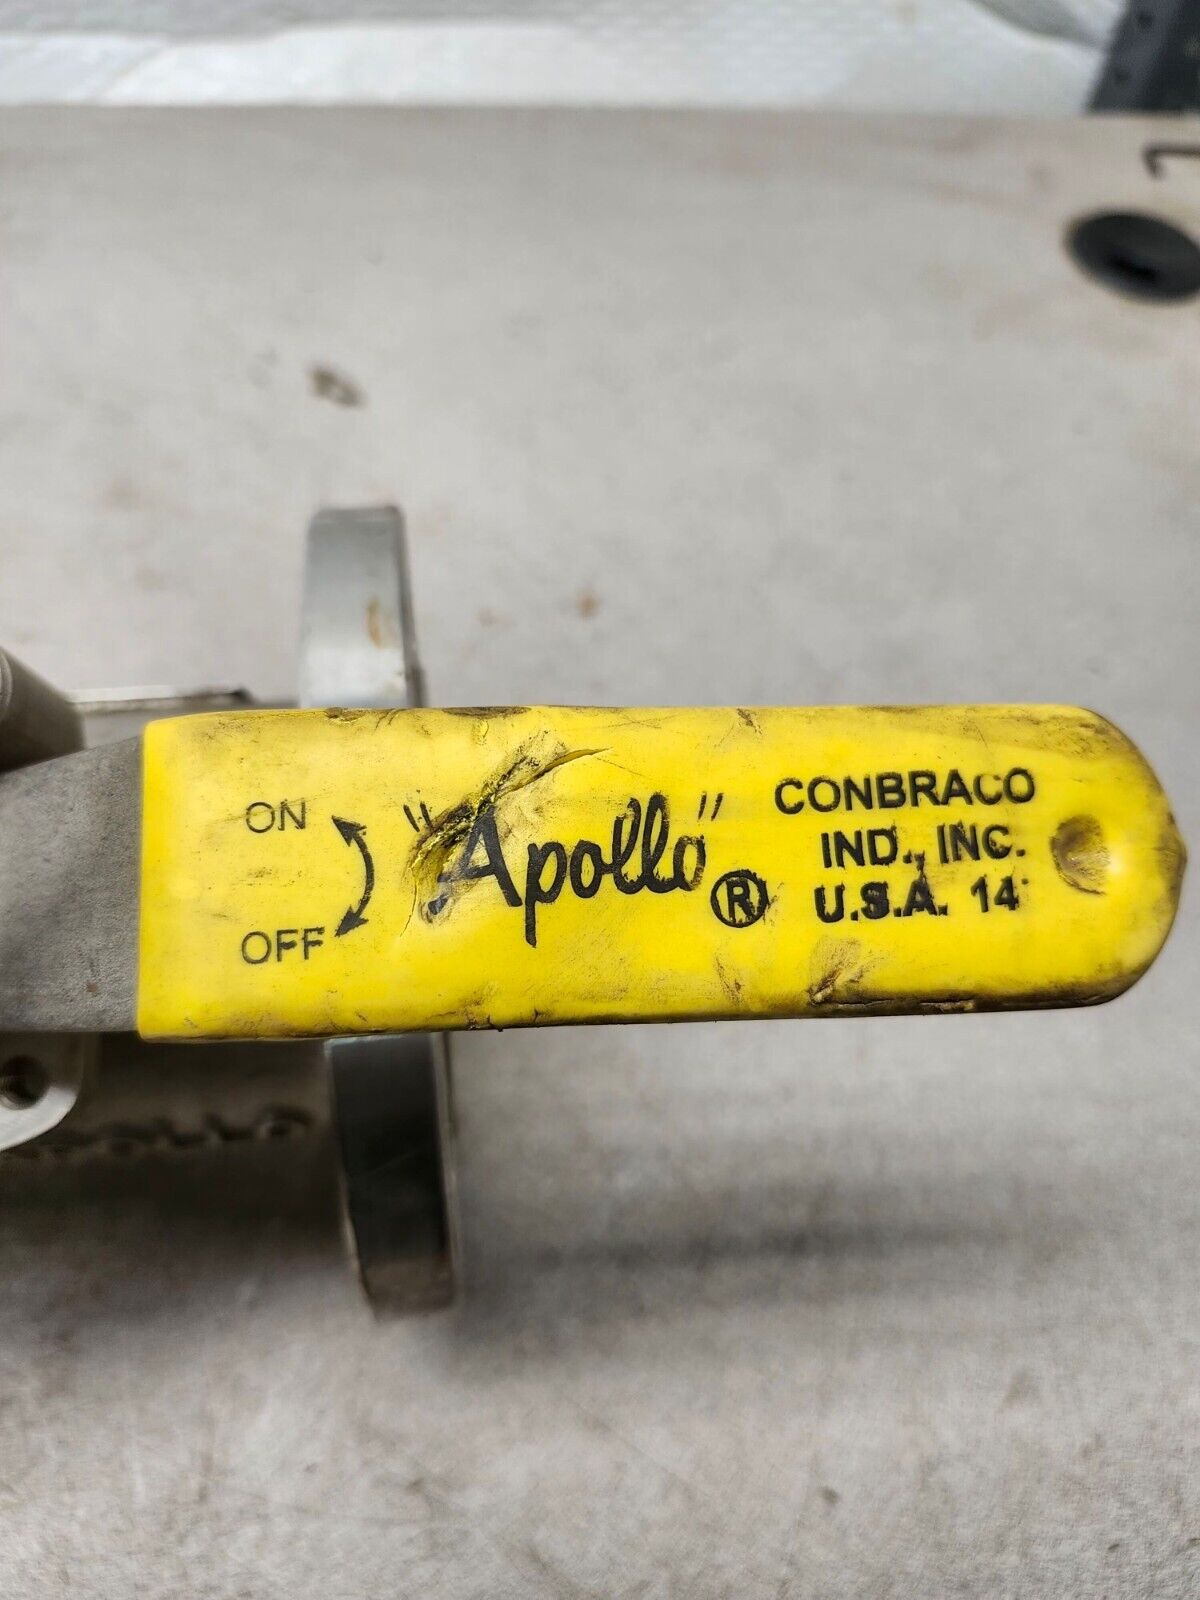 ON
OFF
"Apollo" ®
CONBRACO
IND., INC.
U.S.A. 14